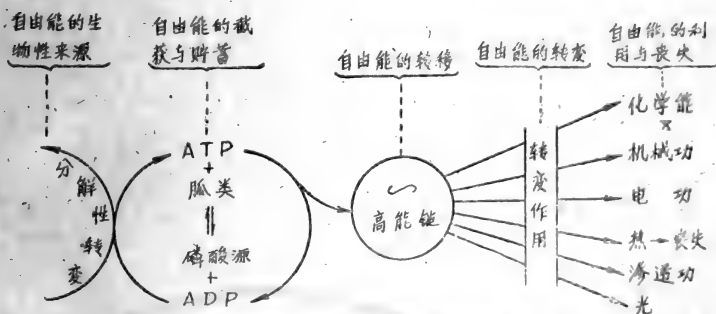 自由能的生
物性来源
自由能的截
获与贮蓄
自由能的转移
自由能的转变
自由能的利
用与丧失
分解性转变
ATP
+
胍类
磷酸源
+
ADP
~
高能键
转变作用
化学能
机械功
电功
热→丧失
渗透功
光